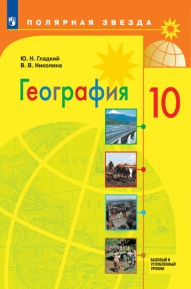 ПОЛЯРНАЯ ЗВЕЗДА
Ю. Н. Гладкий
В. В. Николина
География
10
БАЗОВЫЙ И
УГЛУБЛЁННЫЙ
УРОВНИ